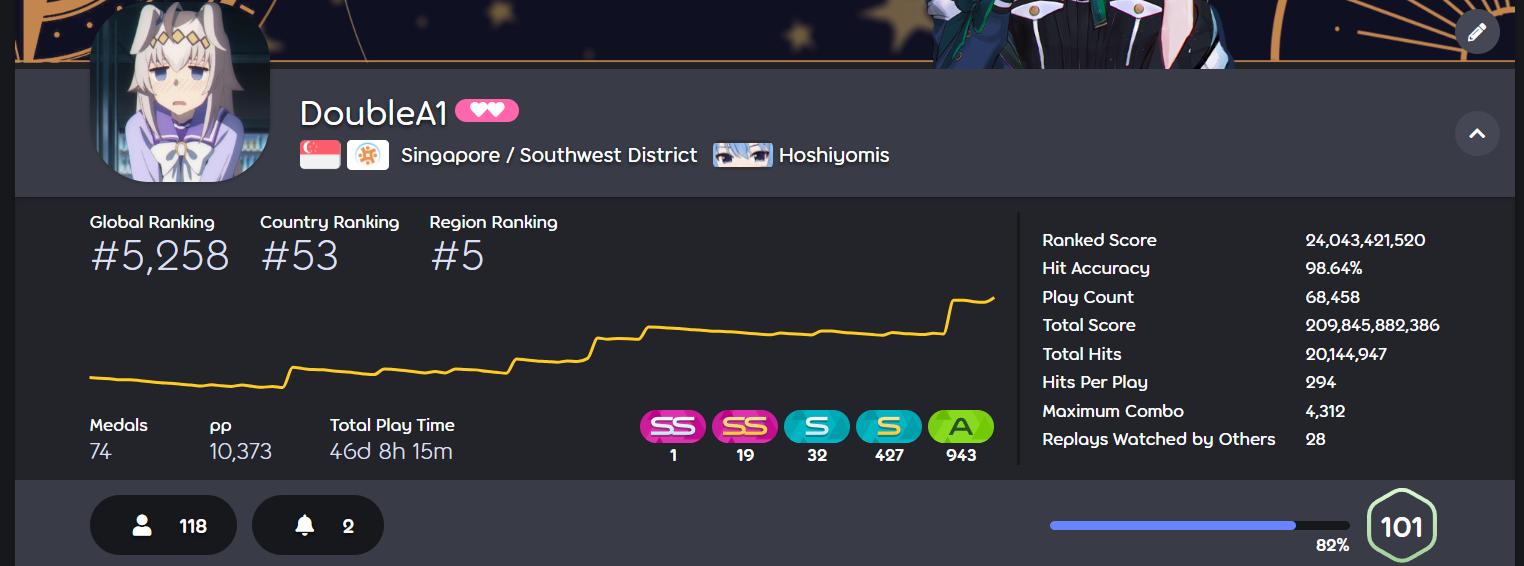 DoubleA1
Singapore / Southwest District Hoshiyomis
Global Ranking Country Ranking Region Ranking
#5,258 #53 #5
Medals pp Total Play Time
74 10,373 46d 8h 15m
SS SS S S A
1 19 32 427 943
Ranked Score 24,043,421,520
Hit Accuracy 98.64%
Play Count 68,458
Total Score 209,845,882,386
Total Hits 20,144,947
Hits Per Play 294
Maximum Combo 4,312
Replays Watched by Others 28
118 2
82%
101